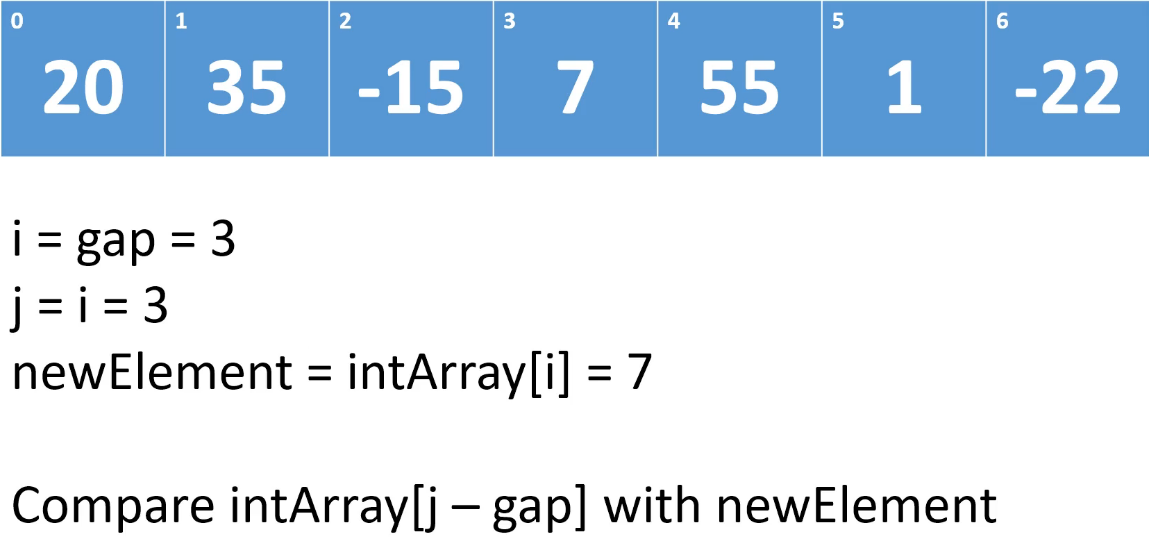 0 1 2 3 4 5 6
20 35 -15 7 55 1 -22
i = gap = 3
j = i = 3
newElement = intArray[i] = 7
Compare intArray[j – gap] with newElement